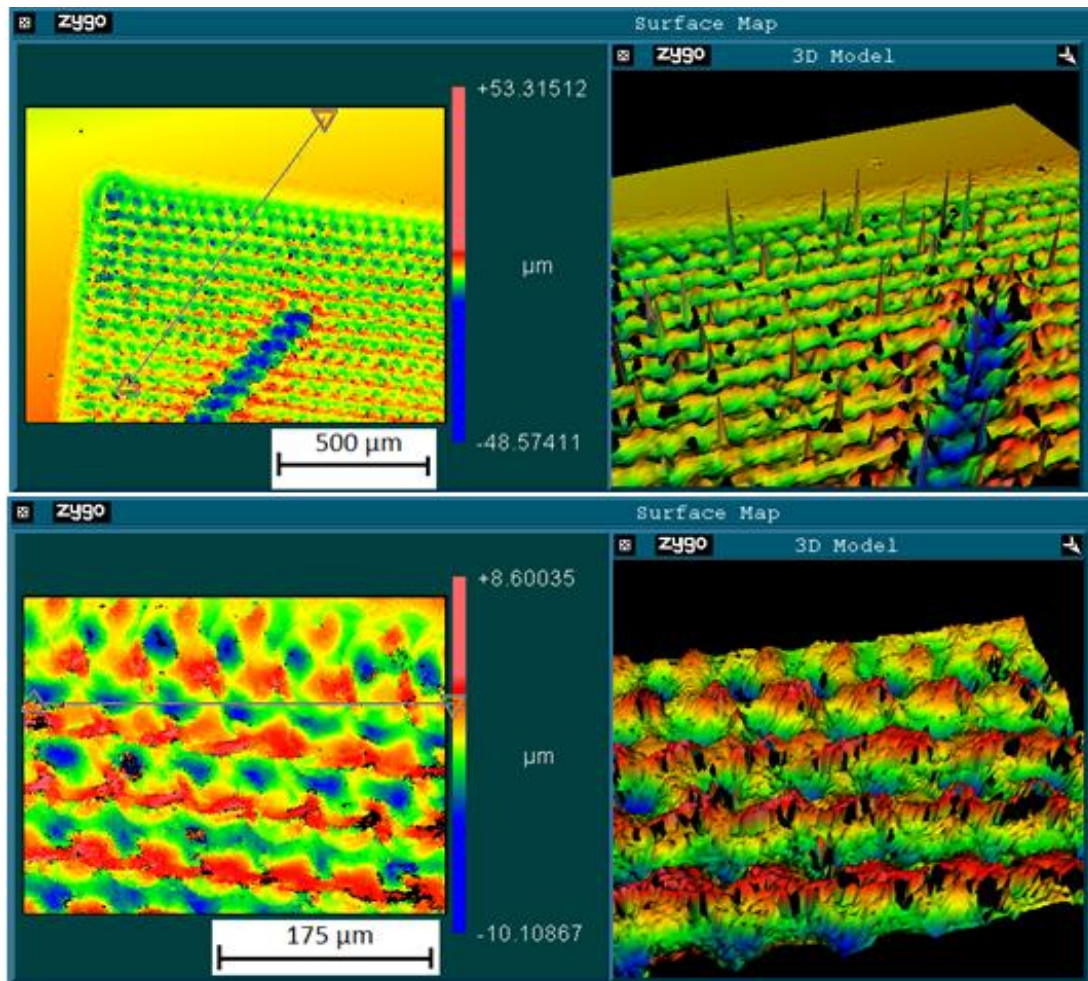 zygo Surface Map
+53.31512
µm
-48.57411
500 µm
zygo 3D Model
zygo Surface Map
+8.60035
µm
-10.10867
175 µm
zygo 3D Model